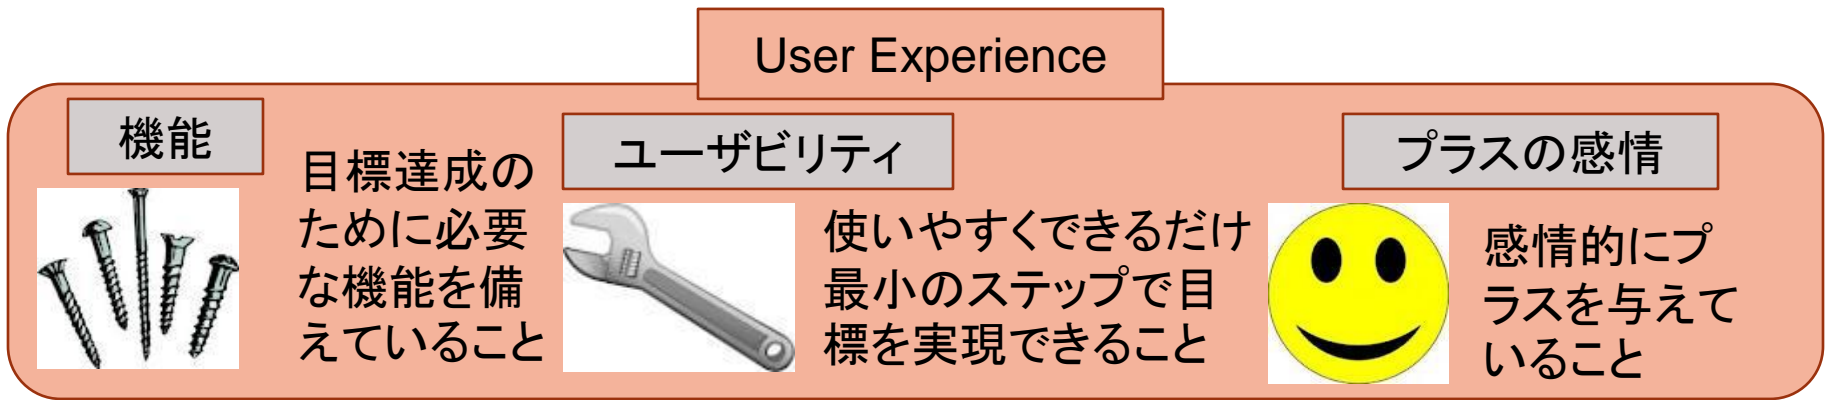 User Experience
機能
目標達成の
ために必要
な機能を備
えていること
ユーザビリティ
使いやすくできるだけ
最小のステップで目
標を実現できること
プラスの感情
感情的にプ
ラスを与えて
いること